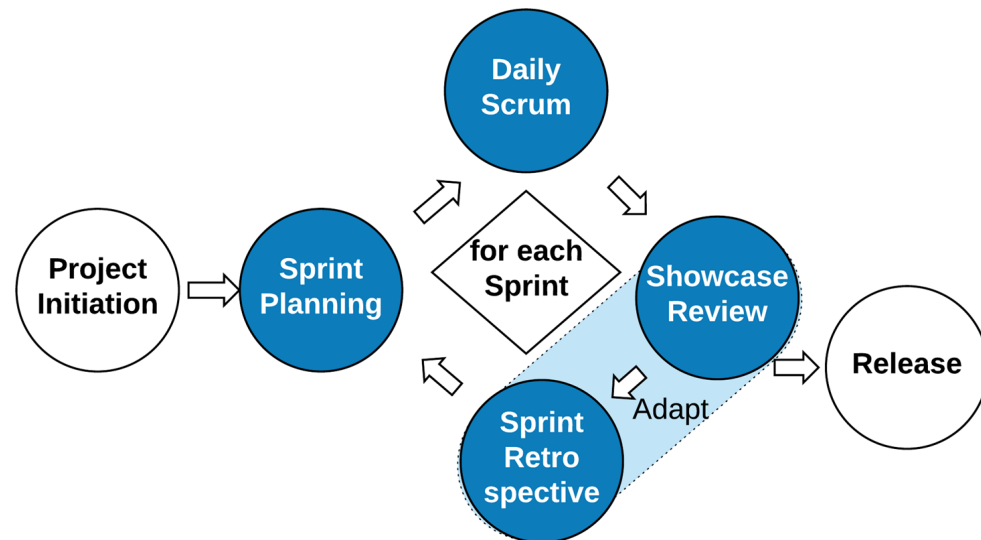 Daily
Scrum
Project
Initiation
Sprint
Planning
for each
Sprint
Showcase
Review
Release
Adapt
Sprint
Retro
spective